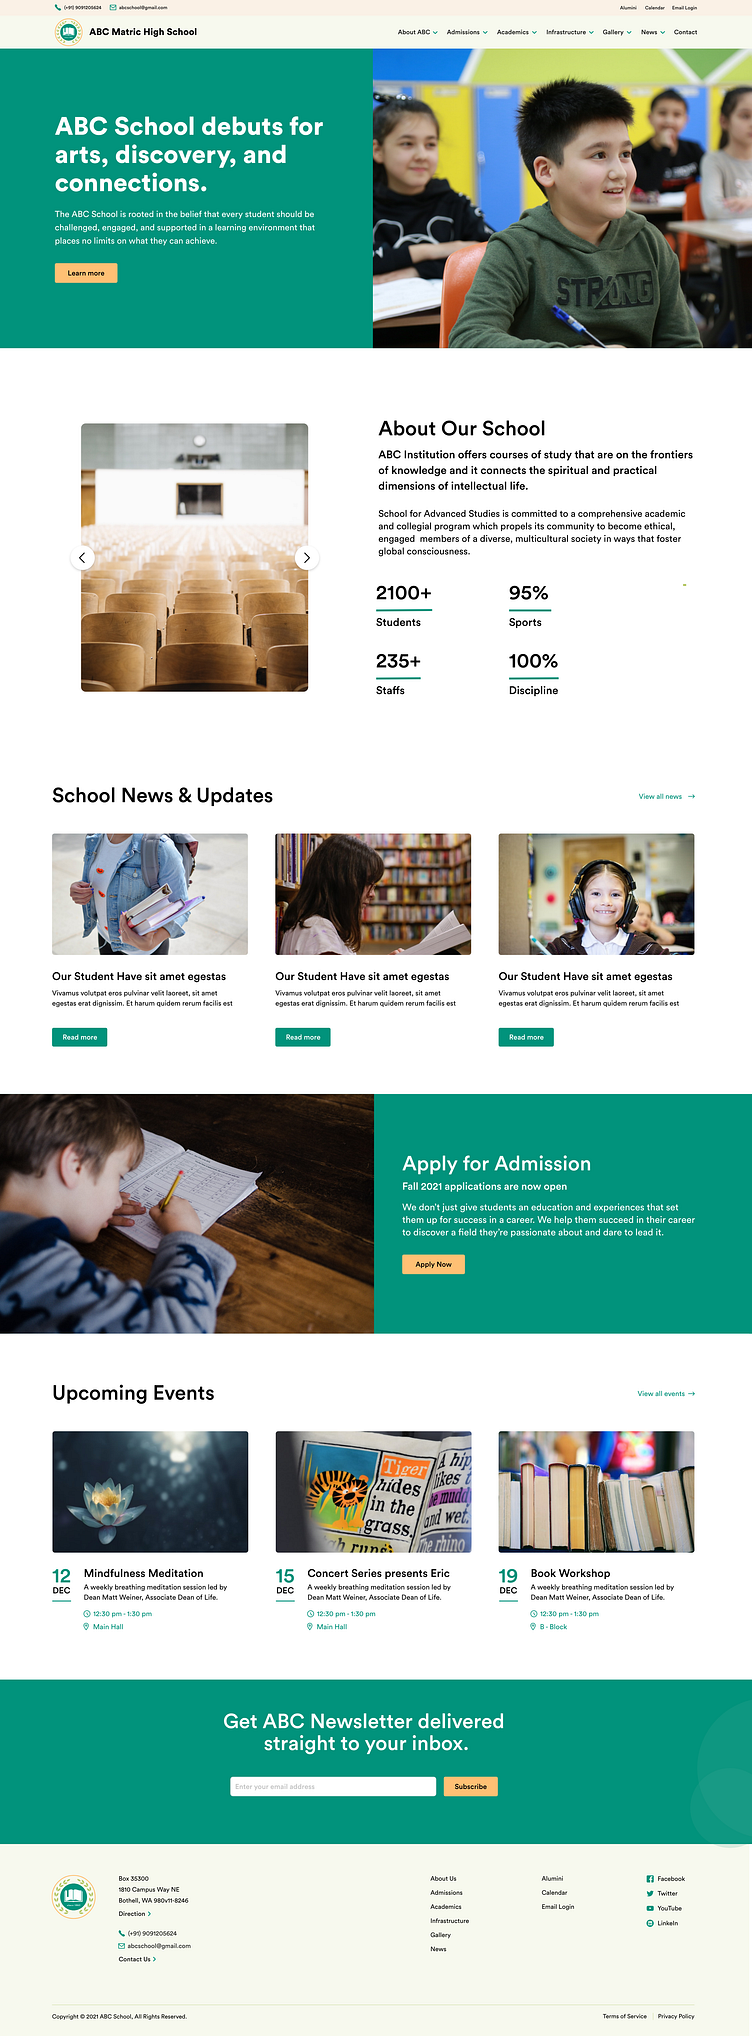 (+91) 9091205624
abcschool@gmail.com
Alumini
Calendar
Email Login
ABC Matric High School
About ABC
Admissions
Academics
Infrastructure
Gallery
News
Contact
ABC School debuts for
arts, discovery, and
connections.
The ABC School is rooted in the belief that every student should be
challenged, engaged, and supported in a learning environment that
places no limits on what they can achieve.
Learn more
STRONG
About Our School
ABC Institution offers courses of study that are on the frontiers
of knowledge and it connects the spiritual and practical
dimensions of intellectual life.
School for Advanced Studies is committed to a comprehensive academic
and collegial program which propels its community to become ethical,
engaged members of a diverse, multicultural society in ways that foster
global consciousness.
2100+
Students
95%
Sports
235+
Staffs
100%
Discipline
School News & Updates
View all news
Our Student Have sit amet egestas
Vivamus volutpat eros pulvinar velit laoreet, sit amet
egestas erat dignissim. Et harum quidem rerum facilis est
Read more
Our Student Have sit amet egestas
Vivamus volutpat eros pulvinar velit laoreet, sit amet
egestas erat dignissim. Et harum quidem rerum facilis est
Read more
Our Student Have sit amet egestas
Vivamus volutpat eros pulvinar velit laoreet, sit amet
egestas erat dignissim. Et harum quidem rerum facilis est
Read more
Apply for Admission
Fall 2021 applications are now open
We don't just give students an education and experiences that set
them up for success in a career. We help them succeed in their career
to discover a field they're passionate about and dare to lead it.
Apply Now
Upcoming Events
View all events
Tiger
hides
in the
grass.
A hip
likes t
he mudd
and wet.
The rhino
12
DEC
Mindfulness Meditation
A weekly breathing meditation session led by
Dean Matt Weiner, Associate Dean of Life.
12:30 pm - 1:30 pm
Main Hall
15
DEC
Concert Series presents Eric
A weekly breathing meditation session led by
Dean Matt Weiner, Associate Dean of Life.
12:30 pm - 1:30 pm
Main Hall
19
DEC
Book Workshop
A weekly breathing meditation session led by
Dean Matt Weiner, Associate Dean of Life.
12:30 pm - 1:30 pm
B - Block
Get ABC Newsletter delivered
straight to your inbox.
Enter your email address
Subscribe
Box 35300
1810 Campus Way NE
Bothell, WA 980v11-8246
Direction
(+91) 9091205624
abcschool@gmail.com
Contact Us
About Us
Admissions
Academics
Infrastructure
Gallery
News
Alumini
Calendar
Email Login
Facebook
Twitter
YouTube
LinkeIn
Copyright © 2021 ABC School, All Rights Reserved.
Terms of Service
Privacy Policy